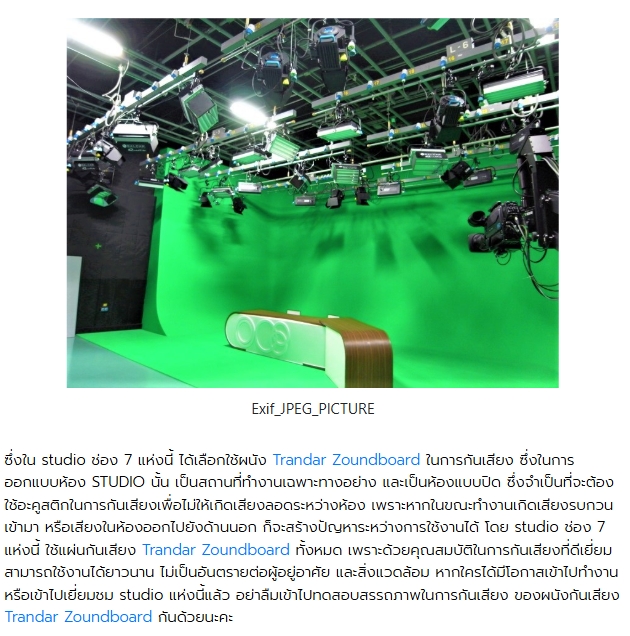 L-6
Exif_JPEG_PICTURE
ซึ่งใน studio ช่อง 7 แห่งนี้ ได้เลือกใช้ผนัง Trandar Zoundboard ในการกันเสียง ซึ่งในการ
ออกแบบห้อง STUDIO นั้น เป็นสถานที่ทำงานเฉพาะทางอย่าง และเป็นห้องแบบปิด ซึ่งจำเป็นที่จะต้อง
ใช้อะคูสติกในการกันเสียงเพื่อไม่ให้เกิดเสียงลอดระหว่างห้อง เพราะหากในขณะทำงานเกิดเสียงรบกวน
เข้ามา หรือเสียงในห้องออกไปยังด้านนอก ก็จะสร้างปัญหาระหว่างการใช้งานได้ โดย studio ช่อง 7
แห่งนี้ ใช้แผ่นกันเสียง Trandar Zoundboard ทั้งหมด เพราะด้วยคุณสมบัติในการกันเสียงที่ดีเยี่ยม
สามารถใช้งานได้ยาวนาน ไม่เป็นอันตรายต่อผู้อยู่อาศัย และสิ่งแวดล้อม หากใครได้มีโอกาสเข้าไปทำงาน
หรือเข้าไปเยี่ยมชม studio แห่งนี้แล้ว อย่าลืมเข้าไปทดสอบสรรถภาพในการกันเสียง ของผนังกันเสียง
Trandar Zoundboard กันด้วยนะคะ